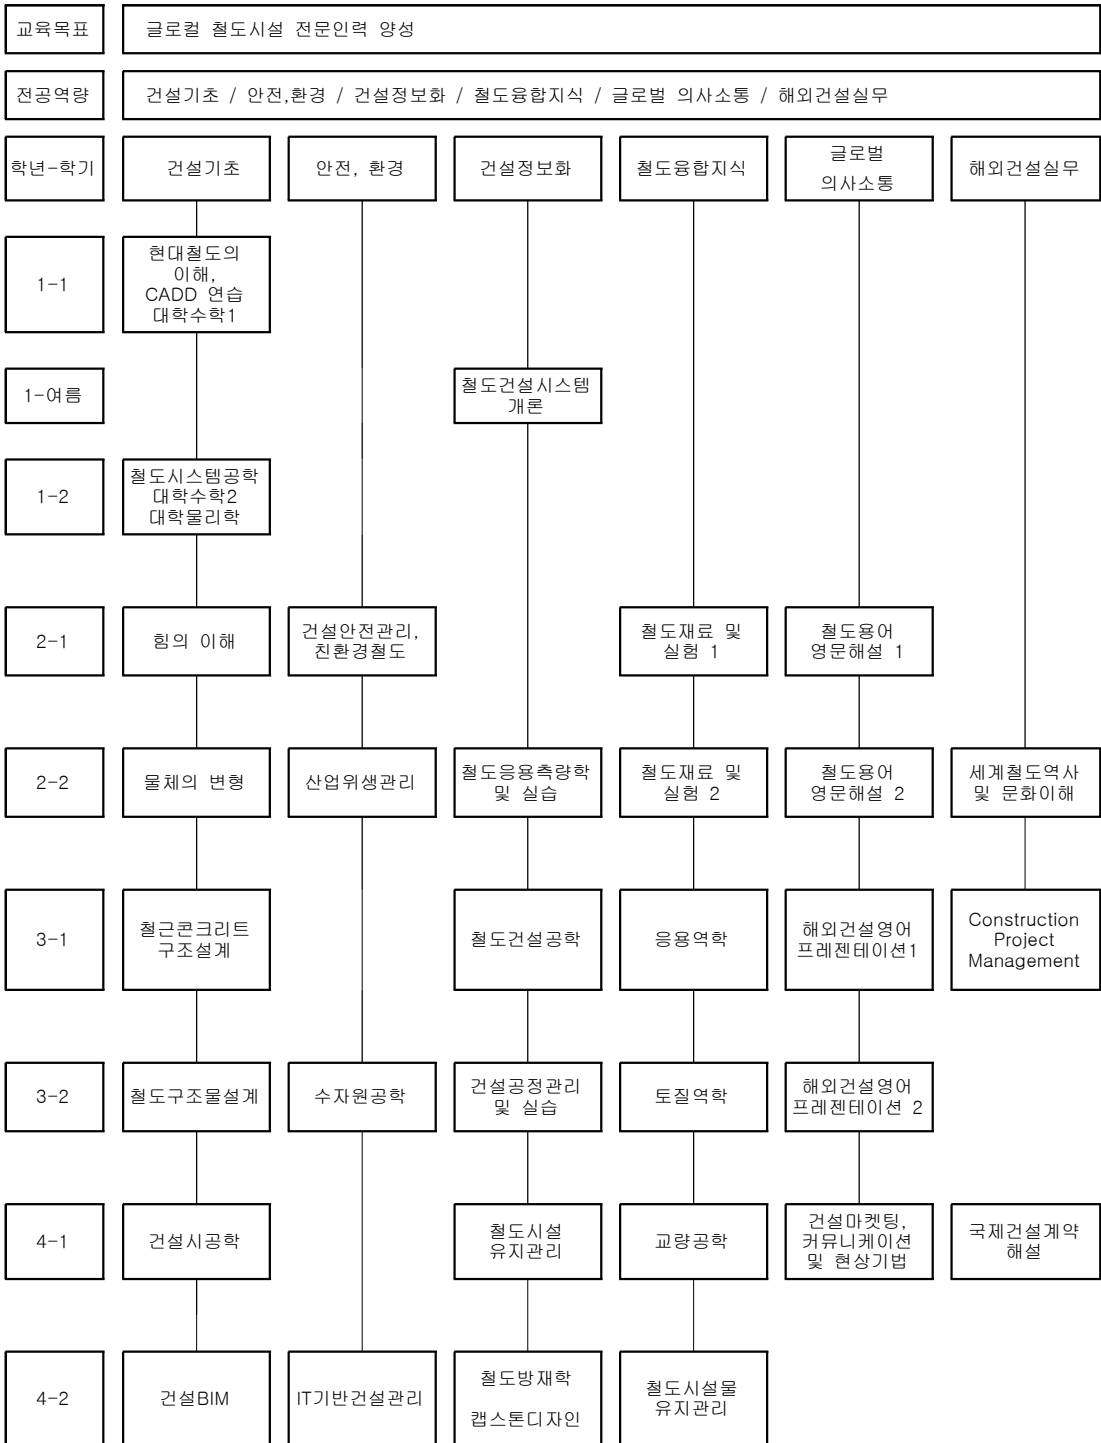 교육목표
글로컬 철도시설 전문인력 양성
전공역량
건설기초 / 안전,환경 / 건설정보화 / 철도융합지식 / 글로벌 의사소통 / 해외건설실무
학년-학기
건설기초
안전, 환경
건설정보화
철도융합지식
글로벌
의사소통
해외건설실무
1-1
현대철도의
이해,
CADD 연습
대학수학1
1-여름
철도건설시스템
개론
1-2
철도시스템공학
대학수학2
대학물리학
2-1
힘의 이해
건설안전관리,
친환경철도
철도재료 및
실험 1
철도용어
영문해설 1
2-2
물체의 변형
산업위생관리
철도응용측량학
및 실습
철도재료 및
실험 2
철도용어
영문해설 2
세계철도역사
및 문화이해
3-1
철근콘크리트
구조설계
철도건설공학
응용역학
해외건설영어
프레젠테이션1
Construction
Project
Management
3-2
철도구조물설계
수자원공학
건설공정관리
및 실습
토질역학
해외건설영어
프레젠테이션 2
4-1
건설시공학
철도시설
유지관리
교량공학
건설마켓팅,
커뮤니케이션
및 현상기법
국제건설계약
해설
4-2
건설BIM
IT기반건설관리
철도방재학
캡스톤디자인
철도시설물
유지관리